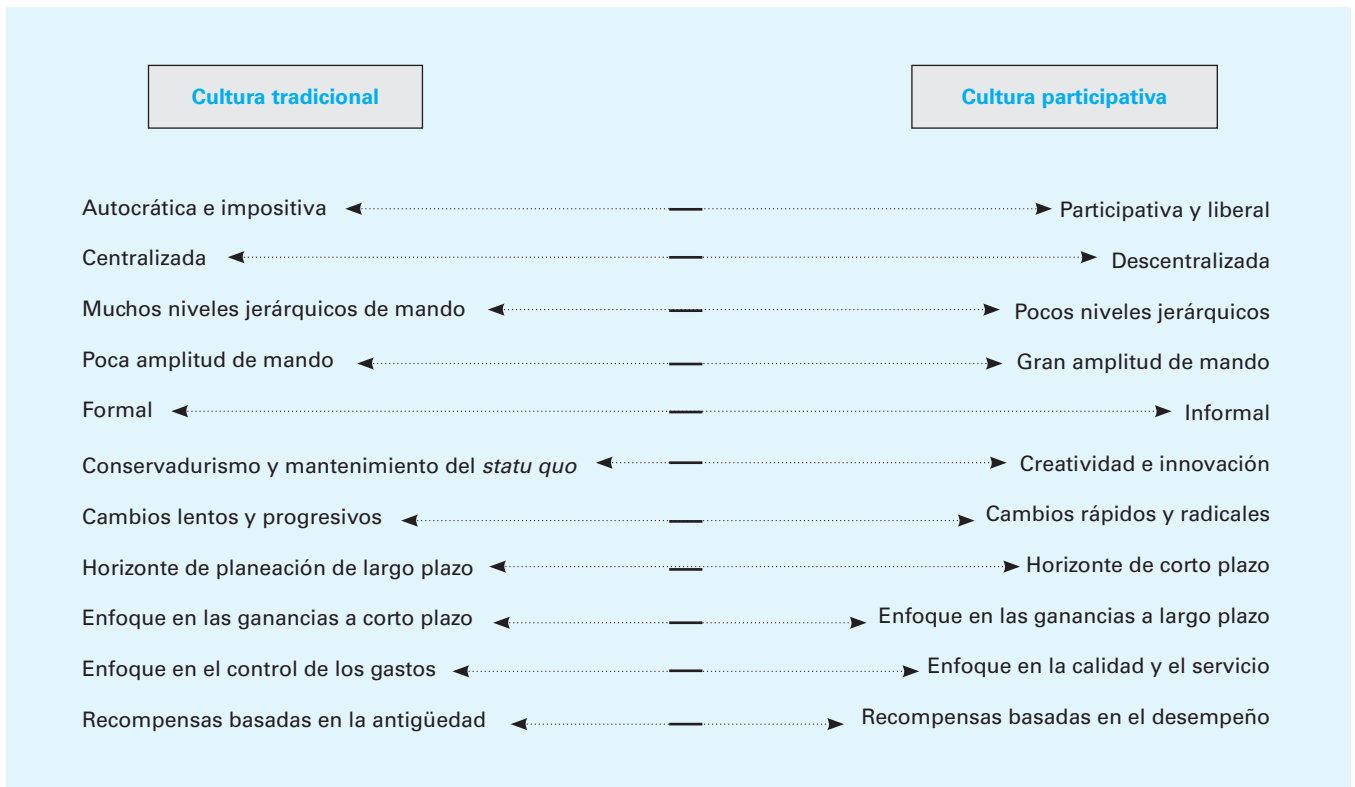 Cultura tradicional Cultura participativa
Autocrática e impositiva Participativa y liberal
Centralizada Descentralizada
Muchos niveles jerárquicos de mando Pocos niveles jerárquicos
Poca amplitud de mando Gran amplitud de mando
Formal Informal
Conservadurismo y mantenimiento del statu quo Creatividad e innovación
Cambios lentos y progresivos Cambios rápidos y radicales
Horizonte de planeación de largo plazo Horizonte de corto plazo
Enfoque en las ganancias a corto plazo Enfoque en las ganancias a largo plazo
Enfoque en el control de los gastos Enfoque en la calidad y el servicio
Recompensas basadas en la antigüedad Recompensas basadas en el desempeño